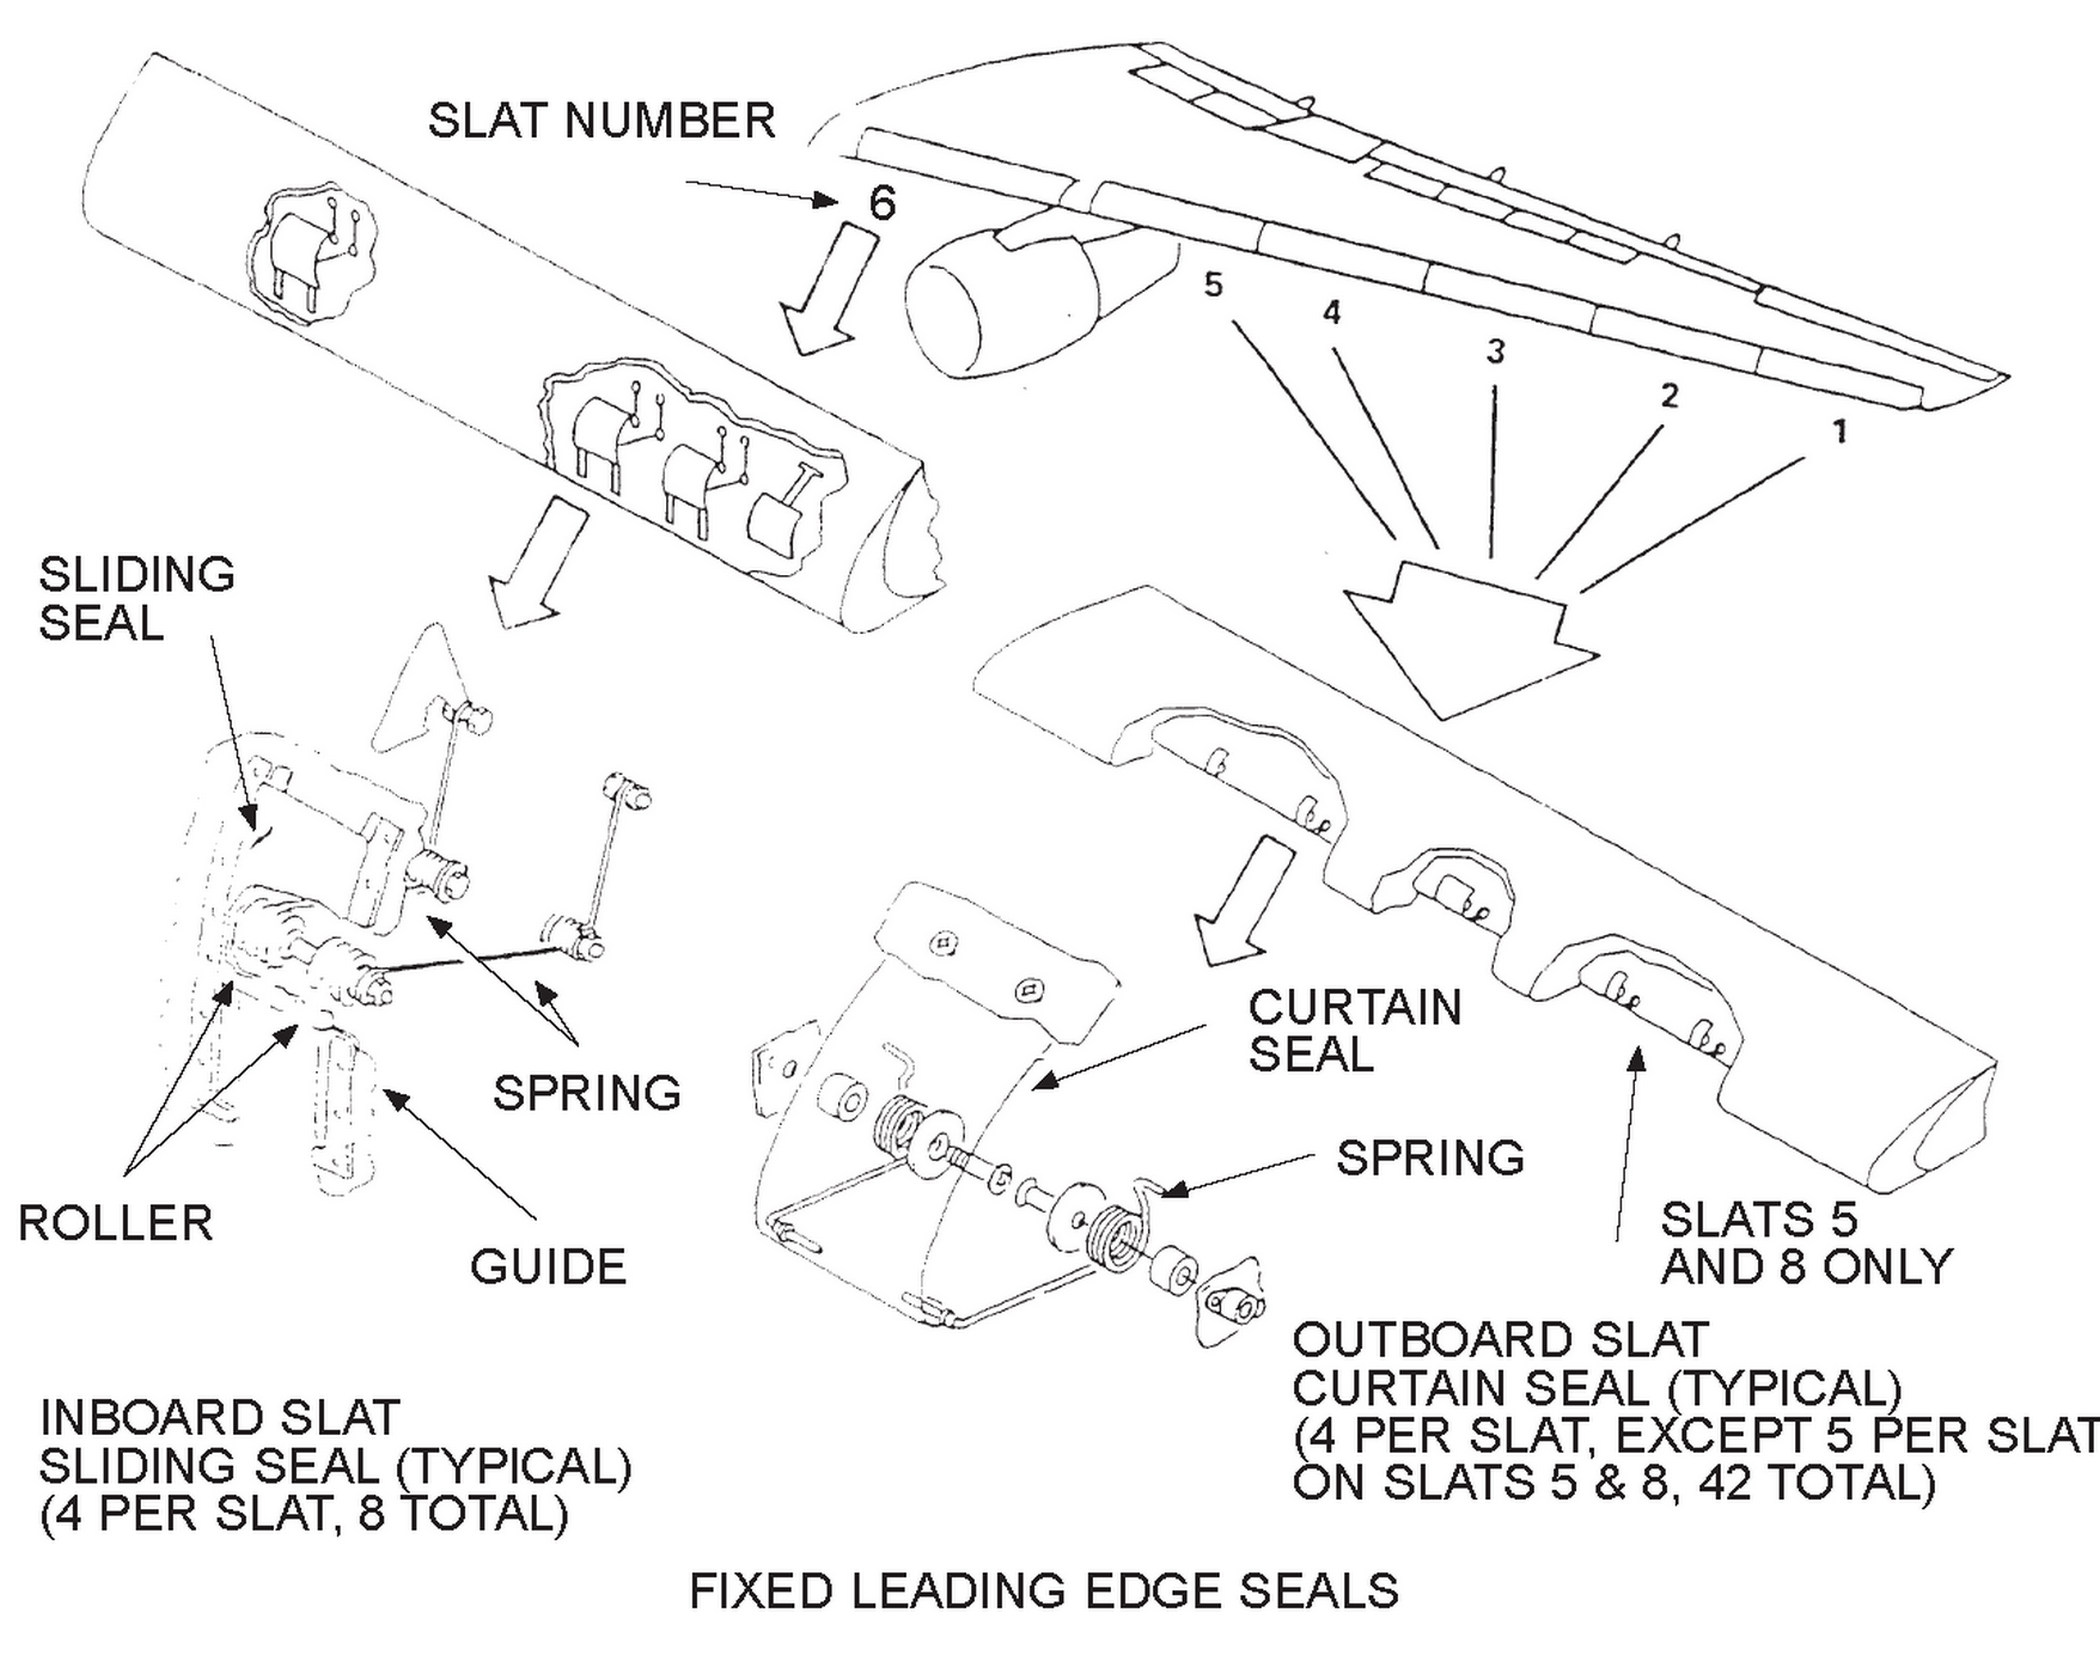 SLAT NUMBER
6
5
4
3
2
1
SLIDING
SEAL
SPRING
ROLLER
GUIDE
CURTAIN
SEAL
SPRING
SLATS 5
AND 8 ONLY
INBOARD SLAT
SLIDING SEAL (TYPICAL)
(4 PER SLAT, 8 TOTAL)
OUTBOARD SLAT
CURTAIN SEAL (TYPICAL)
(4 PER SLAT, EXCEPT 5 PER SLAT
ON SLATS 5 & 8, 42 TOTAL)
FIXED LEADING EDGE SEALS